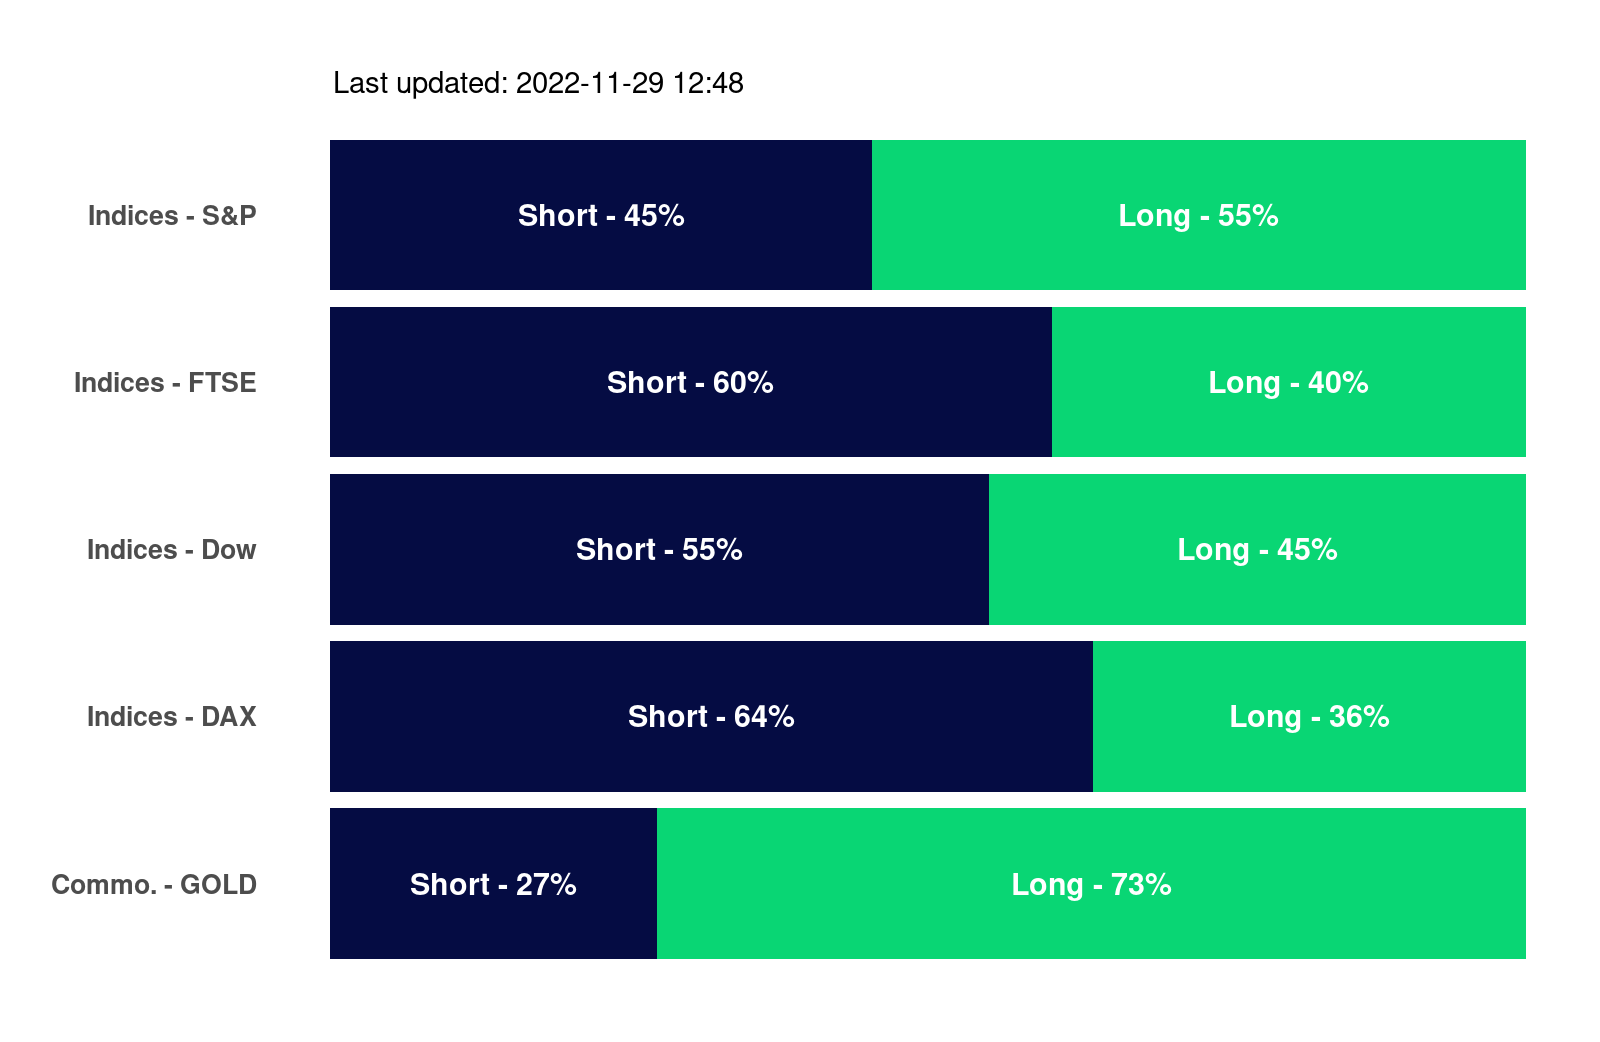 Last updated: 2022-11-29 12:48
Indices - S&P Short - 45% Long - 55%
Indices - FTSE Short - 60% Long - 40%
Indices - Dow Short - 55% Long - 45%
Indices - DAX Short - 64% Long - 36%
Commo. - GOLD Short - 27% Long - 73%